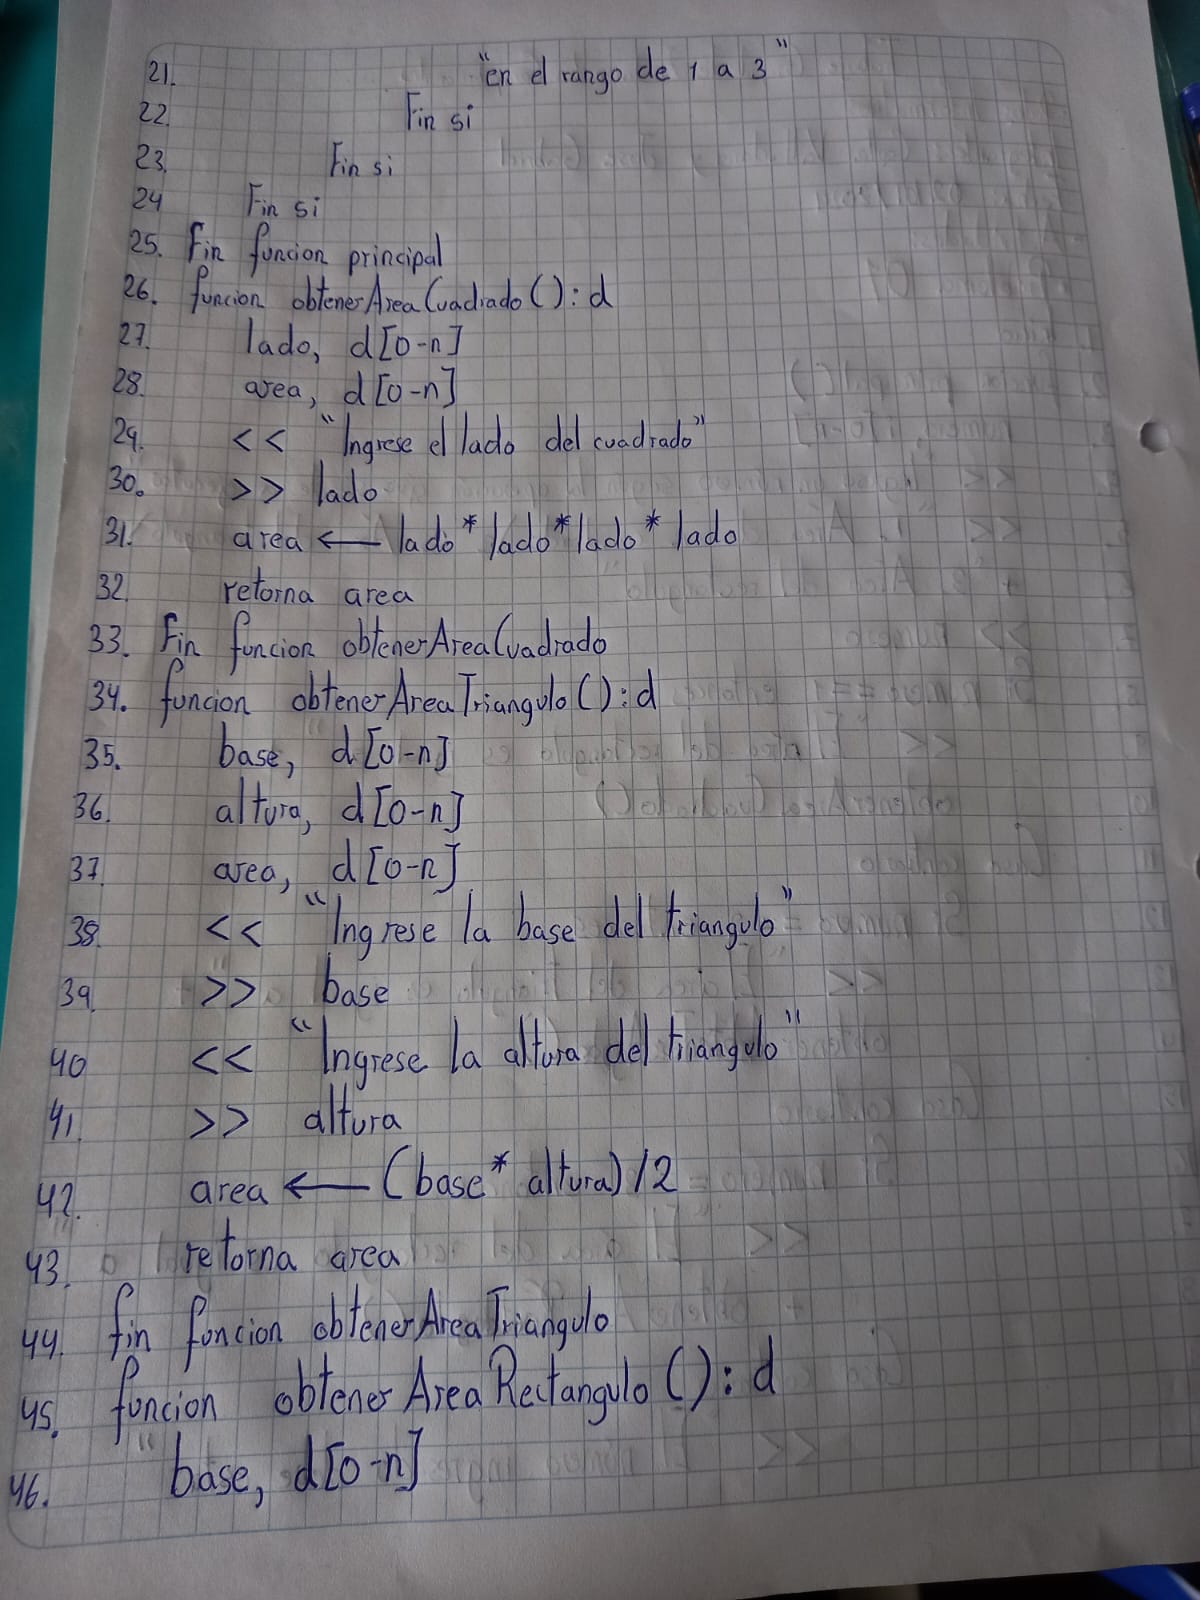 21. "en el rango de 1 a 3"
22. Fin si
23. Fin si
24 Fin si
25. Fin funcion principal
26. funcion obtenerAreaCuadrado():d
27. lado, d[0-n]
28. area, d[0-n]
29. << "Ingrese el lado del cuadrado"
30. >> lado
31. area ← lado*lado*lado*lado
32. retorna area
33. Fin funcion obtenerAreaCuadrado
34. funcion obtenerAreaTriangulo():d
35. base, d[0-n]
36. altura, d[0-n]
37. area, d[0-n]
38. << "Ingrese la base del triangulo"
39. >> base
40 << "Ingrese la altura del triangulo"
41. >> altura
42. area ← (base* altura)/2
43. retorna area
44. fin funcion obtenerAreaTriangulo
45. funcion obtenerAreaRectangulo():d
46. base, d[0-n]